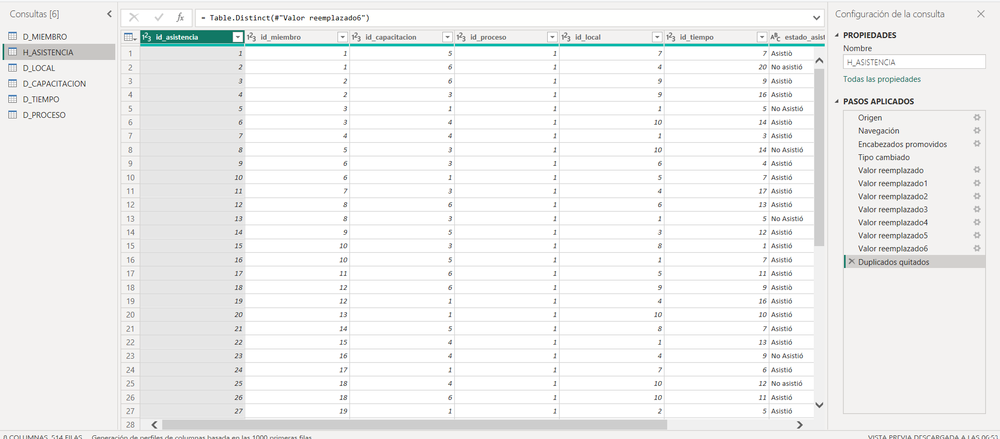 Consultas [6]
D_MIEMBRO
H_ASISTENCIA
D_LOCAL
D_CAPACITACION
D_TIEMPO
D_PROCESO
fx
= Table.Distinct(#"Valor reemplazado6")
123 id_asistencia 123 id_miembro 123 id_capacitacion 123 id_proceso 123 id_local 123 id_tiempo ABC estado_asist
1 1 1 5 1 7 7 Asistiò
2 2 1 6 1 4 20 No asistió
3 3 2 6 1 9 9 Asistiò
4 4 2 3 1 9 16 Asistiò
5 5 3 1 1 1 5 No Asistió
6 6 3 4 1 10 14 Asistiò
7 7 4 4 1 1 3 Asistió
8 8 5 3 1 10 14 No Asistió
9 9 6 3 1 6 4 Asistió
10 10 6 1 1 5 7 Asistió
11 11 7 3 1 4 17 Asistió
12 12 8 6 1 6 13 Asistió
13 13 8 3 1 1 5 No Asistió
14 14 9 5 1 3 12 Asistió
15 15 10 3 1 8 1 Asistió
16 16 10 5 1 1 7 Asistió
17 17 11 6 1 5 11 Asistió
18 18 12 6 1 9 9 Asistiò
19 19 12 1 1 4 16 Asistió
20 20 13 1 1 10 10 Asistió
21 21 14 5 1 8 7 Asistió
22 22 15 4 1 1 13 Asistió
23 23 16 4 1 4 9 No Asistió
24 24 17 1 1 7 6 Asistió
25 25 18 4 1 10 12 No asistió
26 26 18 6 1 10 11 Asistió
27 27 19 1 1 2 5 Asistió
28
Configuración de la consulta
PROPIEDADES
Nombre
H_ASISTENCIA
Todas las propiedades
PASOS APLICADOS
Origen
Navegación
Encabezados promovidos
Tipo cambiado
Valor reemplazado
Valor reemplazado1
Valor reemplazado2
Valor reemplazado3
Valor reemplazado4
Valor reemplazado5
Valor reemplazado6
Duplicados quitados
8 COLUMNAS, 514 FILAS Generación de perfiles de columnas basada en las 1000 primeras filas
VISTA PREVIA DESCARGADA A LAS 06:53